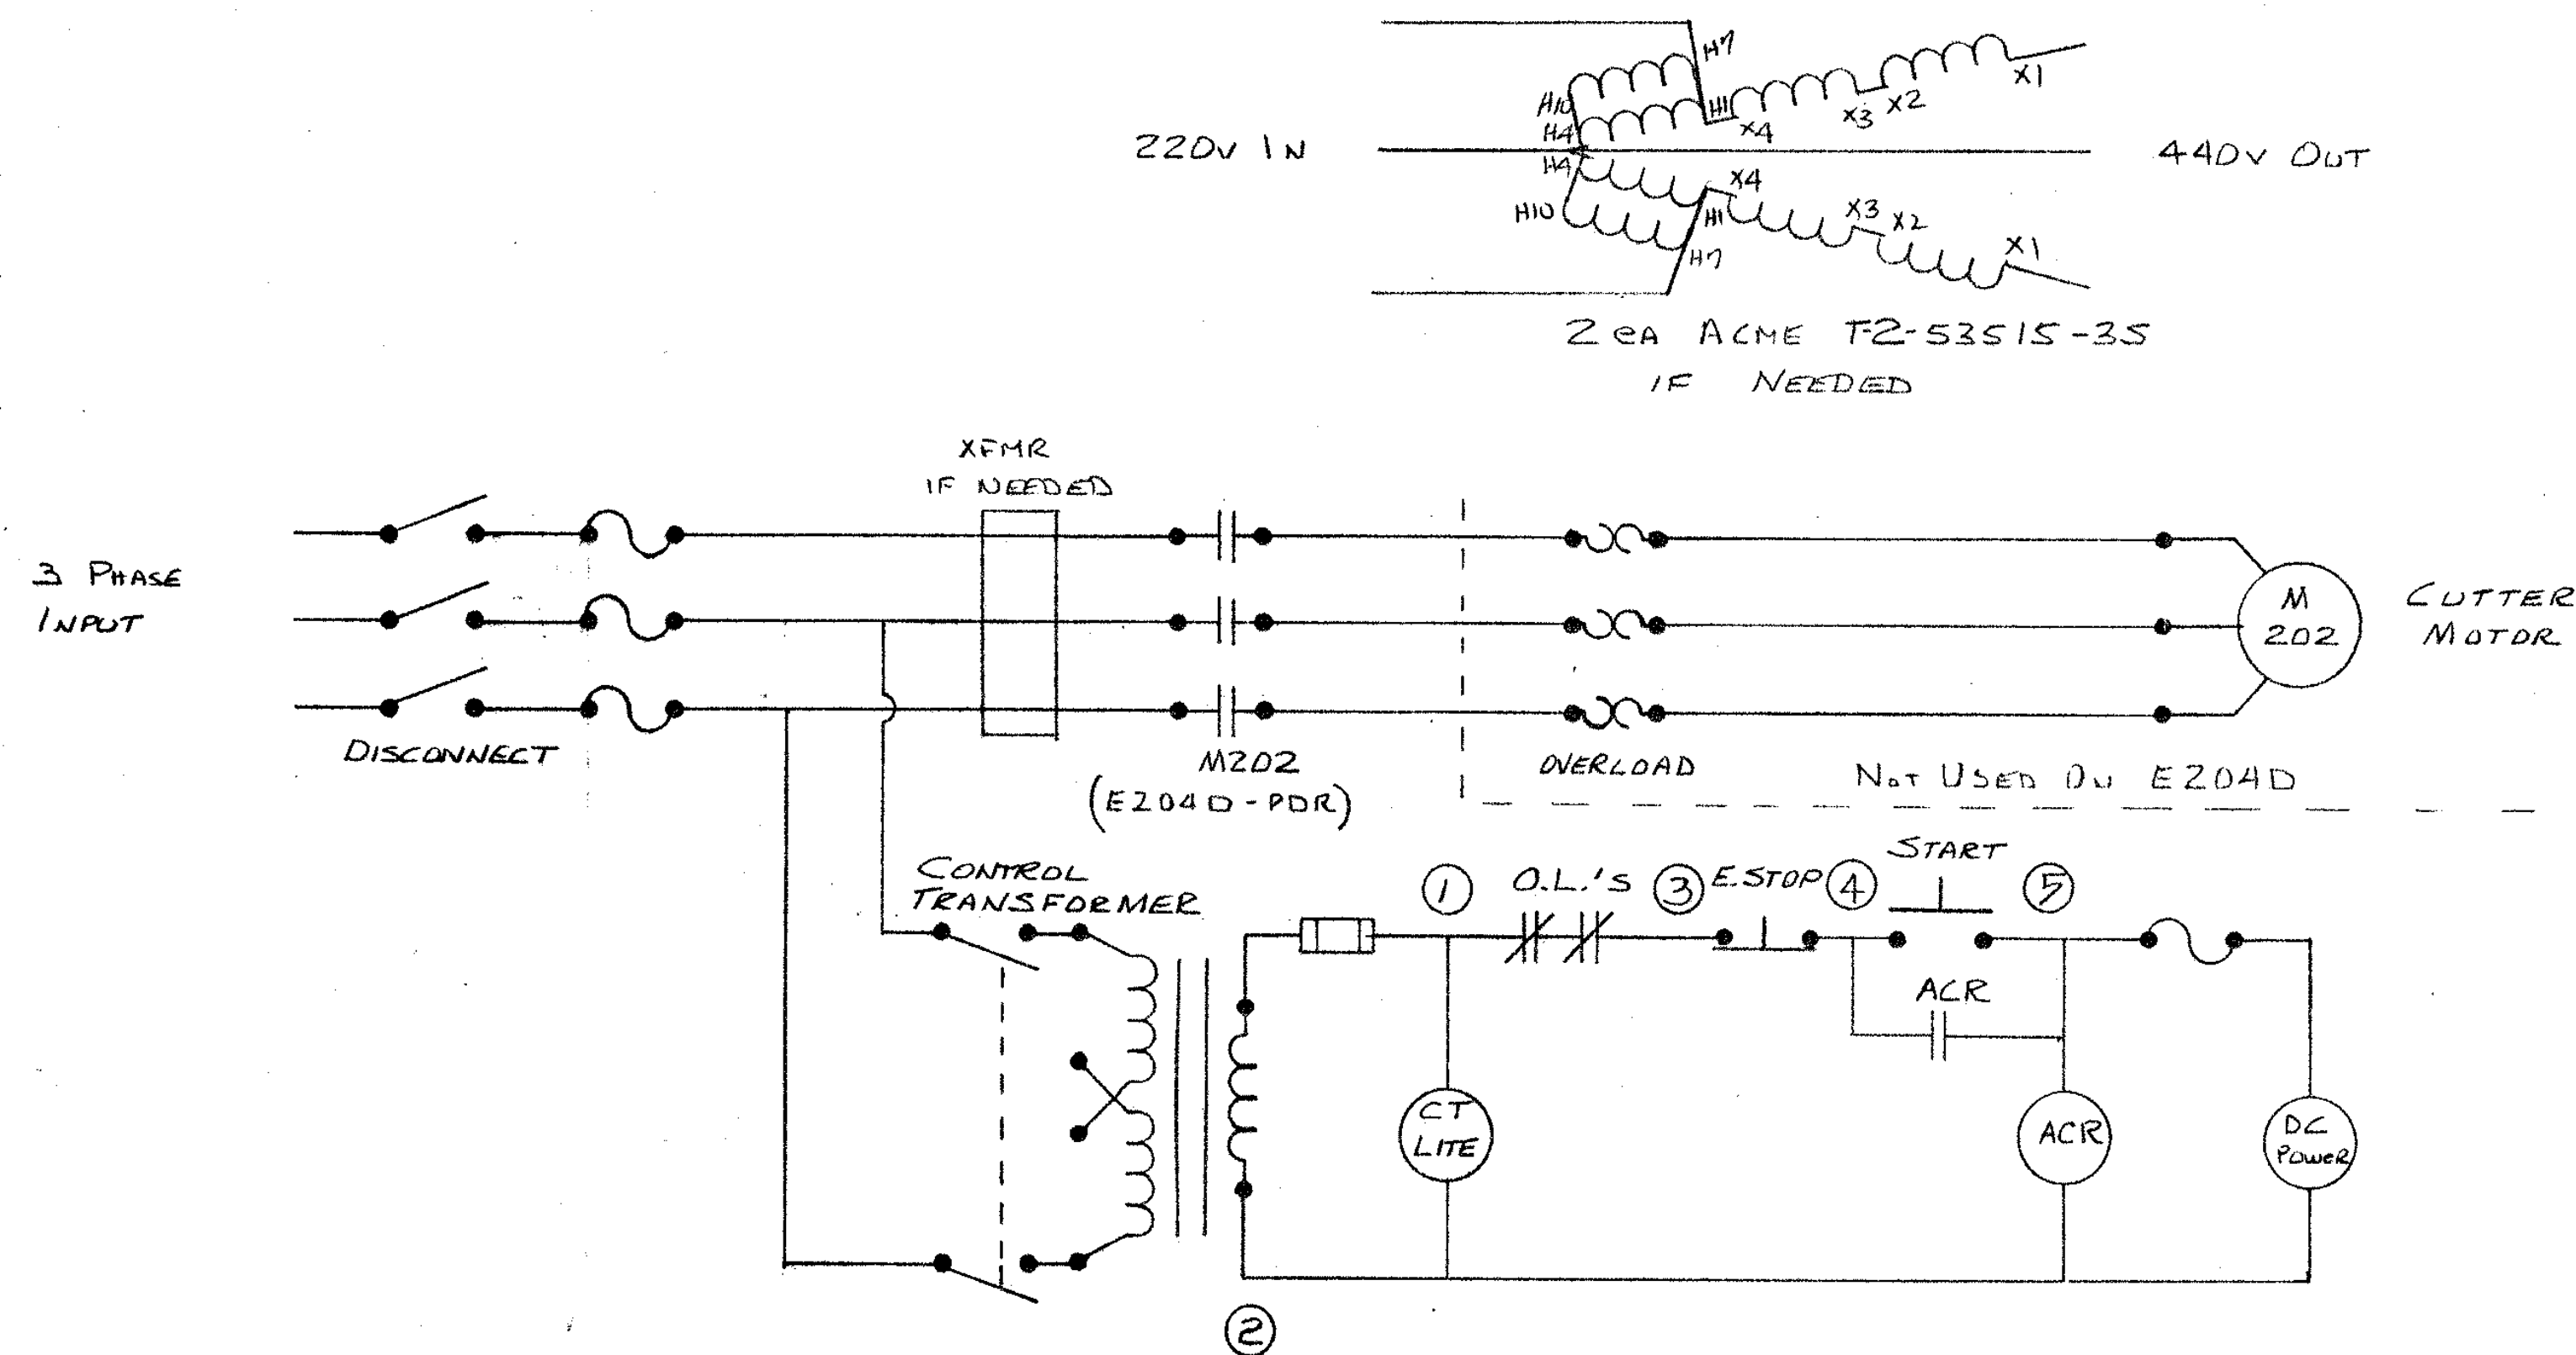 H7
H10
H4
H1
X4
X3
X2
X1
220V IN
440V OUT
H4
H10
H1
H7
X4
X3
X2
X1
2 EA ACME T-2-53515-3S
IF NEEDED
XFMR
IF NEEDED
3 PHASE
INPUT
DISCONNECT
M202
(E204D-PDR)
OVERLOAD
NOT USED ON E204D
M
202
CUTTER
MOTOR
CONTROL
TRANSFORMER
1
O.L.'S
3
E.STOP
4
START
5
ACR
CT
LITE
ACR
DC
POWER
2